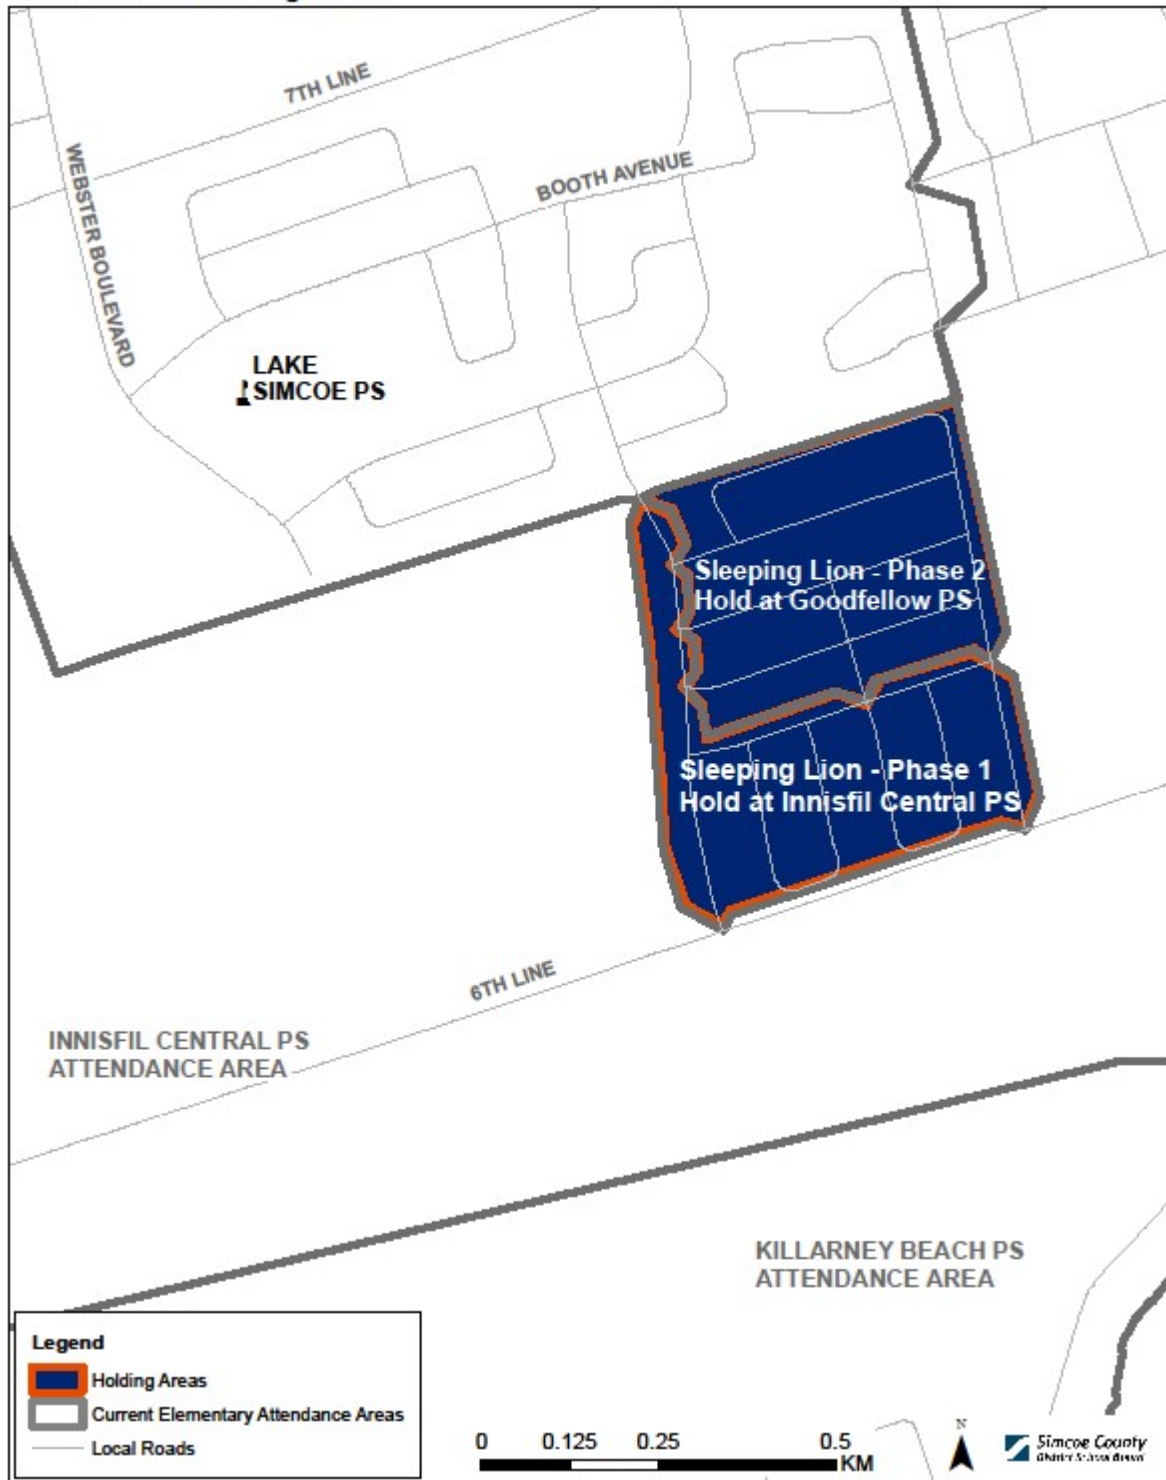 7TH LINE
WEBSTER BOULEVARD
BOOTH AVENUE
LAKE
SIMCOE PS
Sleeping Lion - Phase 2
Hold at Goodfellow PS
Sleeping Lion - Phase 1
Hold at Innisfil Central PS
6TH LINE
INNISFIL CENTRAL PS
ATTENDANCE AREA
KILLARNEY BEACH PS
ATTENDANCE AREA
Legend
Holding Areas
Current Elementary Attendance Areas
Local Roads
0 0.125 0.25 0.5
KM
N
Simcoe County
District School Board